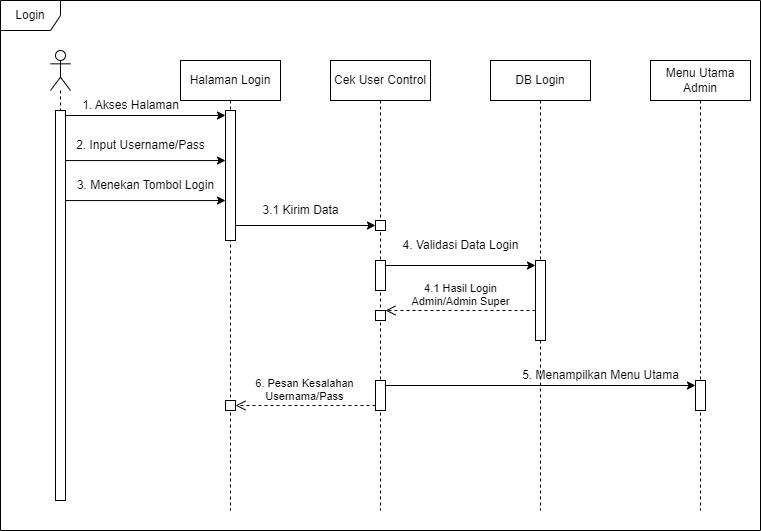 Login
Halaman Login
Cek User Control
DB Login
Menu Utama
Admin
1. Akses Halaman
2. Input Username/Pass
3. Menekan Tombol Login
3.1 Kirim Data
4. Validasi Data Login
4.1 Hasil Login
Admin/Admin Super
5. Menampilkan Menu Utama
6. Pesan Kesalahan
Usernama/Pass